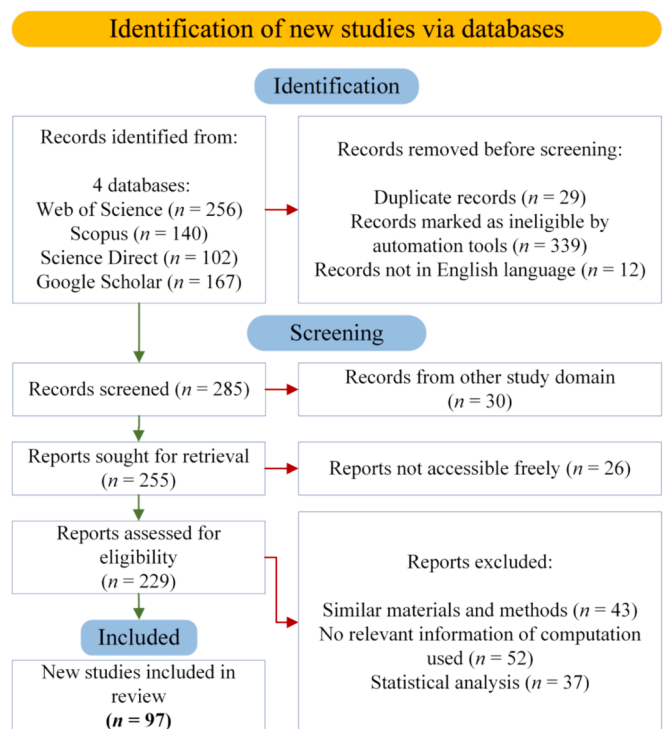 Identification of new studies via databases
Identification
Records identified from:
4 databases:
Web of Science (n = 256)
Scopus (n = 140)
Science Direct (n = 102)
Google Scholar (n = 167)
Records removed before screening:
Duplicate records (n = 29)
Records marked as ineligible by
automation tools (n = 339)
Records not in English language (n = 12)
Screening
Records screened (n = 285)
Records from other study domain
(n = 30)
Reports sought for retrieval
(n = 255)
Reports not accessible freely (n = 26)
Reports assessed for
eligibility
(n = 229)
Reports excluded:
Similar materials and methods (n = 43)
No relevant information of computation
used (n = 52)
Statistical analysis (n = 37)
Included
New studies included in
review
(n = 97)